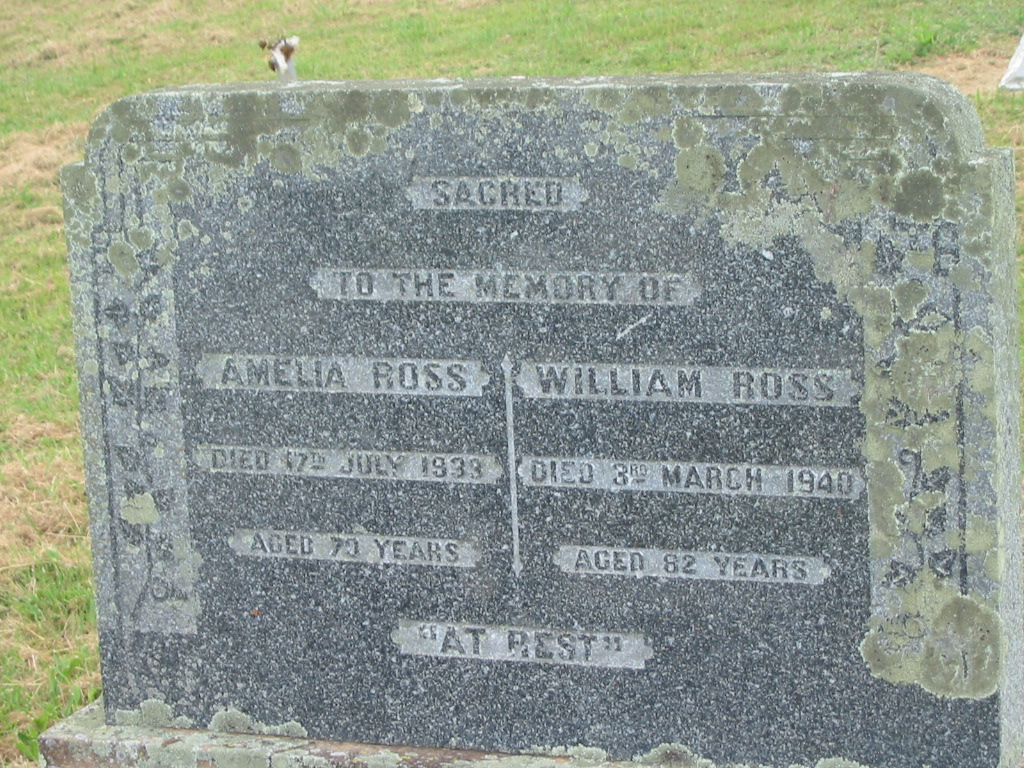 SACRED
TO THE MEMORY OF
AMELIA ROSS
DIED 17TH JULY 1933
AGED YEARS
WILLIAM ROSS
DIED 3RD MARCH 1940
AGED 82 YEARS
"AT REST"